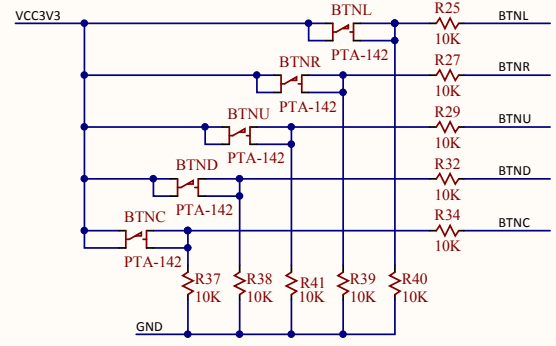 VCC3V3
BTNL
R25
BTNL
PTA-142
10K
BTNR
R27
BTNR
PTA-142
10K
BTNU
R29
BTNU
PTA-142
10K
BTND
R32
BTND
PTA-142
10K
BTNC
R34
BTNC
PTA-142
10K
R37 R38 R41 R39 R40
10K 10K 10K 10K 10K
GND